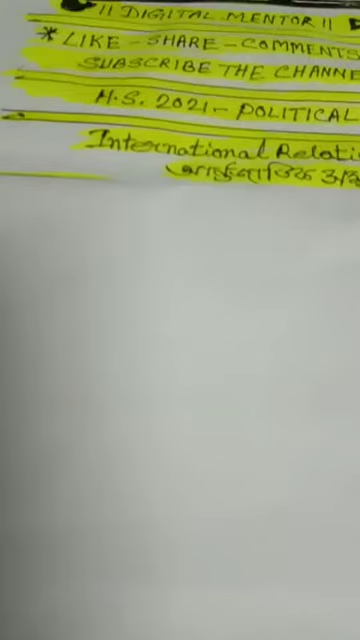 || DIGITAL MENTOR ||
* LIKE - SHARE - COMMENTS
SUBSCRIBE THE CHANNE
H.S. 2021 - POLITICAL
International Relati